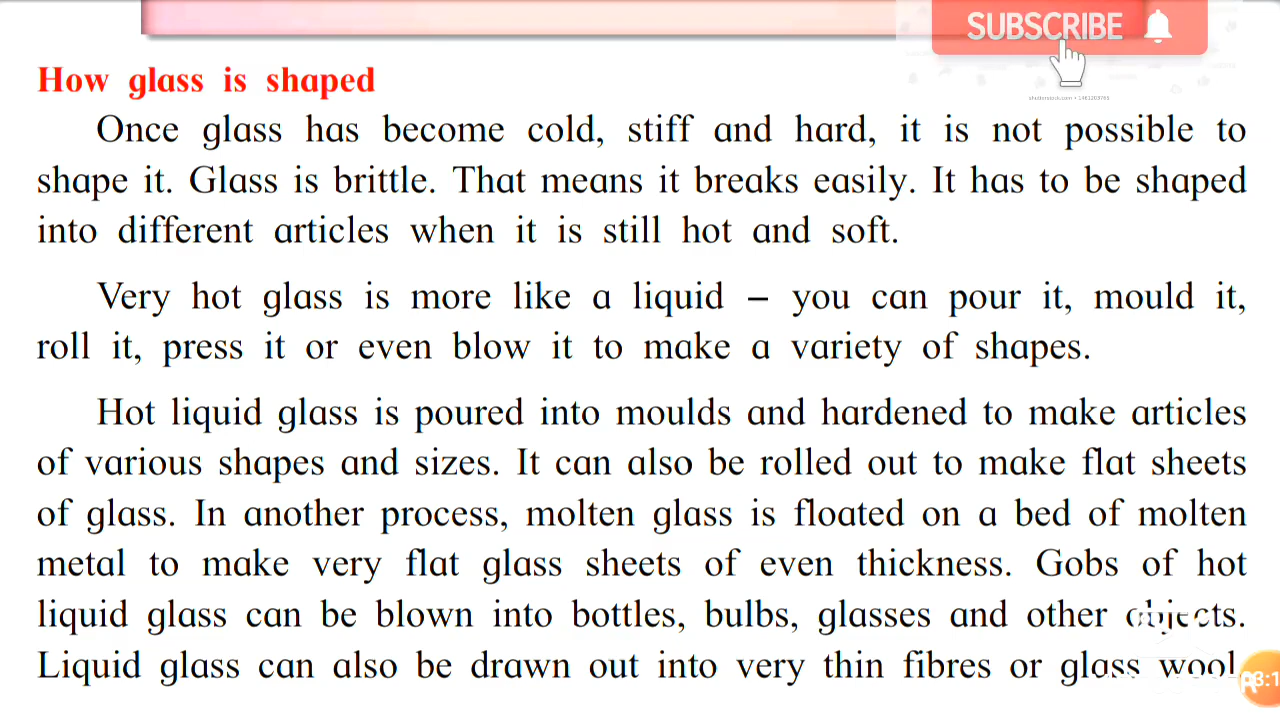 SUBSCRIBE
shutterstock.com • 1461209765
How glass is shaped
Once glass has become cold, stiff and hard, it is not possible to
shape it. Glass is brittle. That means it breaks easily. It has to be shaped
into different articles when it is still hot and soft.
Very hot glass is more like a liquid – you can pour it, mould it,
roll it, press it or even blow it to make a variety of shapes.
Hot liquid glass is poured into moulds and hardened to make articles
of various shapes and sizes. It can also be rolled out to make flat sheets
of glass. In another process, molten glass is floated on a bed of molten
metal to make very flat glass sheets of even thickness. Gobs of hot
liquid glass can be blown into bottles, bulbs, glasses and other objects.
Liquid glass can also be drawn out into very thin fibres or glass wool